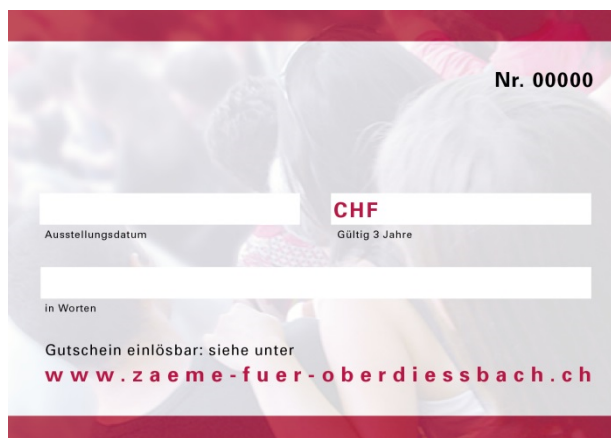 Nr. 00000
CHF
Ausstellungsdatum
Gültig 3 Jahre
in Worten
Gutschein einlösbar: siehe unter
www.zaeme-fuer-oberdiessbach.ch